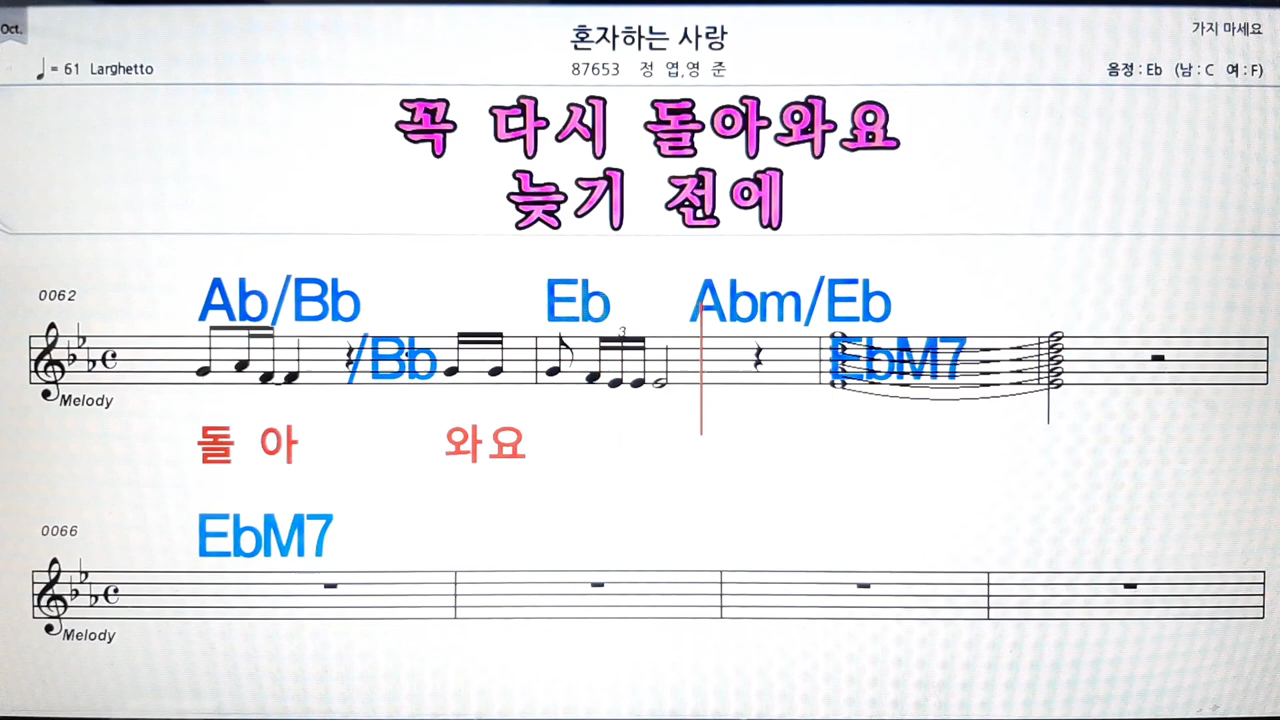 Oct.
혼자하는 사랑
가지 마세요
♩= 61 Larghetto
87653 정 엽,영 준
음정 : Eb (남 : C 여 : F)
꼭 다시 돌아와요
늦기 전에
0062
Ab/Bb Eb Abm/Eb
3
/Bb EbM7
Melody
돌 아 와요
0066
EbM7
Melody